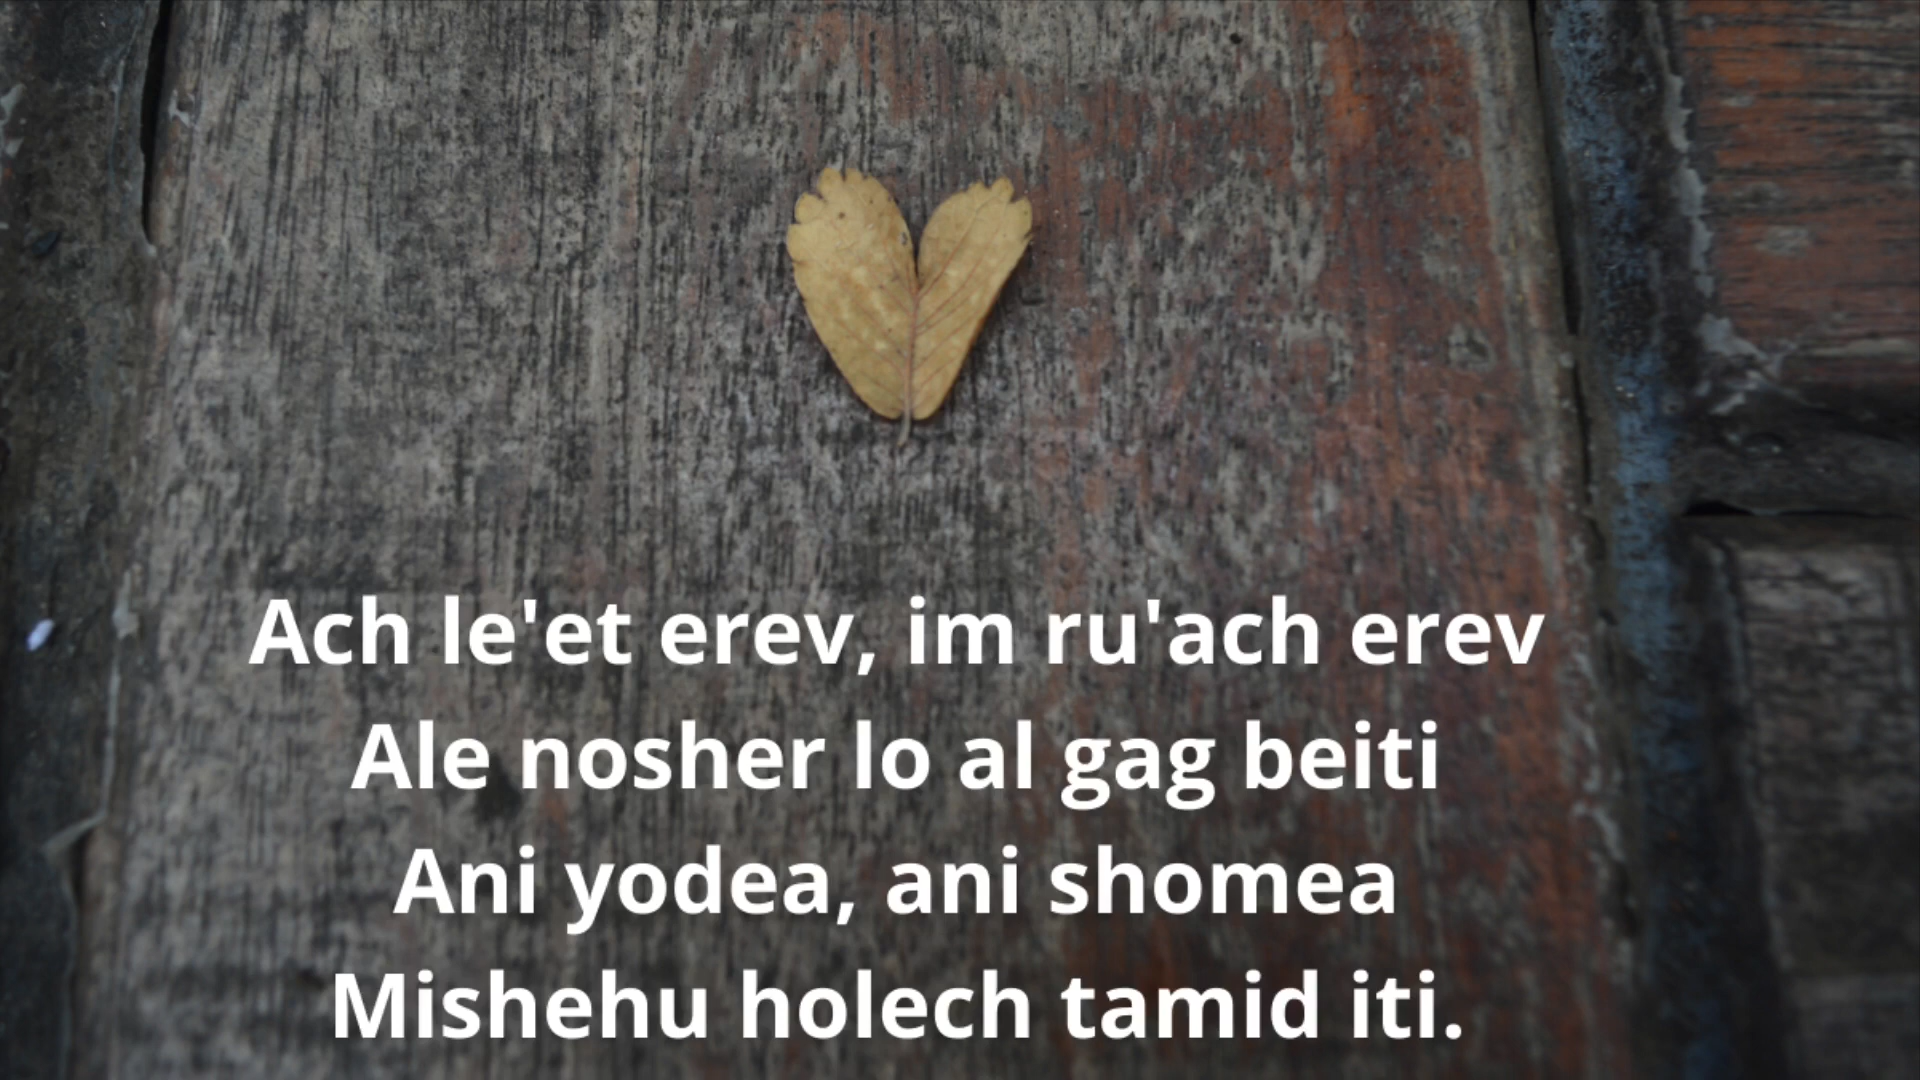 Ach le'et erev, im ru'ach erev
Ale nosher lo al gag beiti
Ani yodea, ani shomea
Mishehu holech tamid iti.